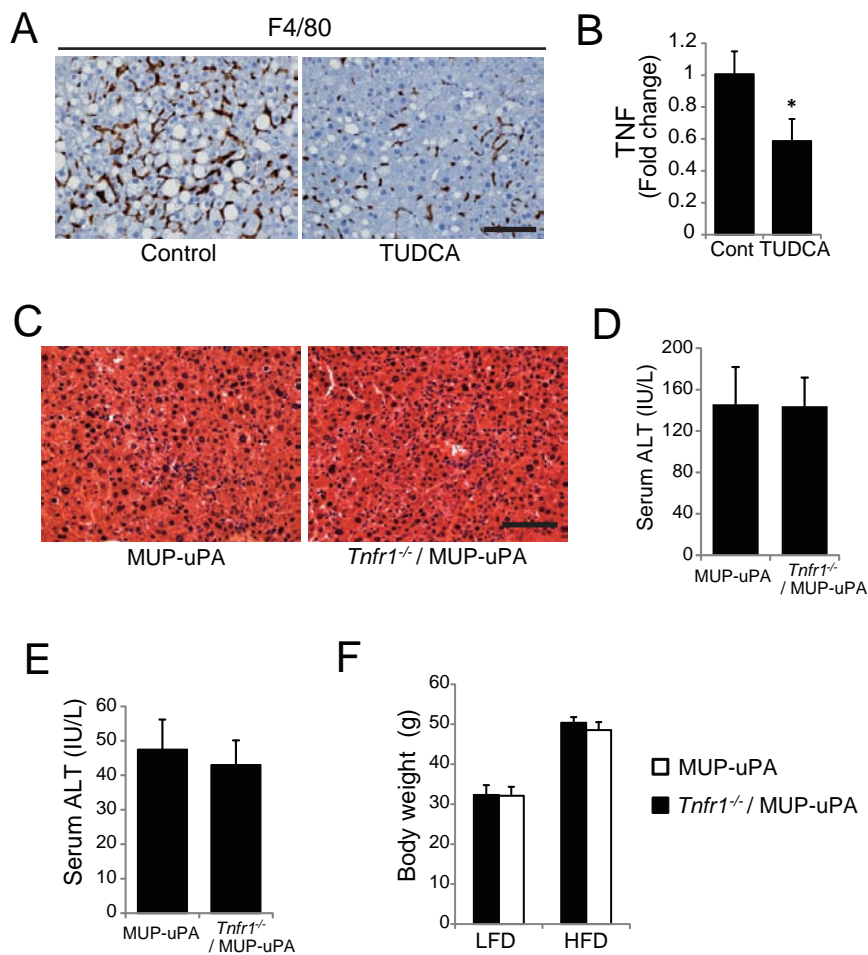 A
F4/80
Control
TUDCA
B
TNF
(Fold change)
1.2
1
0.8
0.6
0.4
0.2
0
*
Cont TUDCA
C
MUP-uPA
Tnfr1-/- / MUP-uPA
D
Serum ALT (IU/L)
200
160
120
80
40
0
MUP-uPA
Tnfr1-/-
/ MUP-uPA
E
Serum ALT (IU/L)
60
50
40
30
20
10
0
MUP-uPA
Tnfr1-/-
/ MUP-uPA
F
Body weight (g)
60
50
40
30
20
10
0
LFD
HFD
MUP-uPA
Tnfr1-/- / MUP-uPA